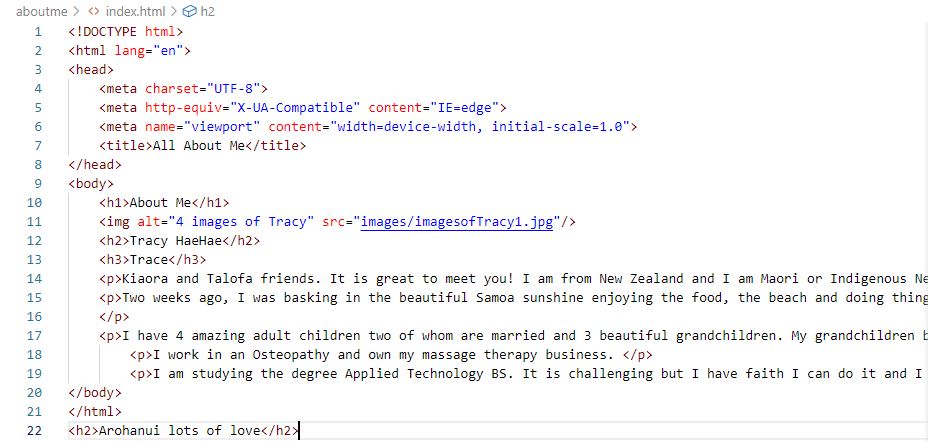 aboutme > <> index.html > h2
1 <!DOCTYPE html>
2 <html lang="en">
3 <head>
4 <meta charset="UTF-8">
5 <meta http-equiv="X-UA-Compatible" content="IE=edge">
6 <meta name="viewport" content="width=device-width, initial-scale=1.0">
7 <title>All About Me</title>
8 </head>
9 <body>
10 <h1>About Me</h1>
11 <img alt="4 images of Tracy" src="images/imagesofTracy1.jpg"/>
12 <h2>Tracy HaeHae</h2>
13 <h3>Trace</h3>
14 <p>Kiaora and Talofa friends. It is great to meet you! I am from New Zealand and I am Maori or Indigenous Ne
15 <p>Two weeks ago, I was basking in the beautiful Samoa sunshine enjoying the food, the beach and doing thing
16 </p>
17 <p>I have 4 amazing adult children two of whom are married and 3 beautiful grandchildren. My grandchildren b
18 <p>I work in an Osteopathy and own my massage therapy business. </p>
19 <p>I am studying the degree Applied Technology BS. It is challenging but I have faith I can do it and I
20 </body>
21 </html>
22 <h2>Arohanui lots of love</h2>